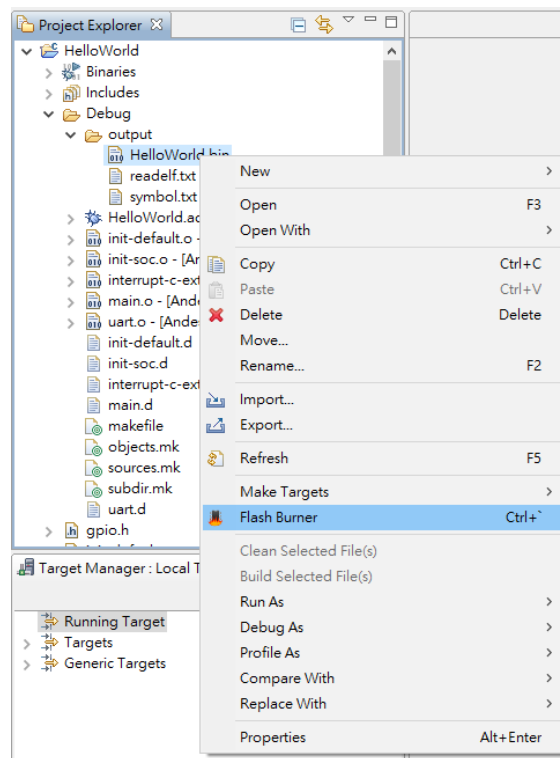 Project Explorer
HelloWorld
Binaries
Includes
Debug
output
HelloWorld.bin
readelf.txt
symbol.txt
HelloWorld.ad
init-default.o -
init-soc.o - [Ar
interrupt-c-ext
main.o - [Ande
uart.o - [Ande
init-default.d
init-soc.d
interrupt-c-ext
main.d
makefile
objects.mk
sources.mk
subdir.mk
uart.d
gpio.h
New
Open F3
Open With
Copy Ctrl+C
Paste Ctrl+V
Delete Delete
Move...
Rename... F2
Import...
Export...
Refresh F5
Make Targets
Flash Burner Ctrl+`
Clean Selected File(s)
Build Selected File(s)
Run As
Debug As
Profile As
Compare With
Replace With
Properties Alt+Enter
Target Manager : Local T
Running Target
Targets
Generic Targets